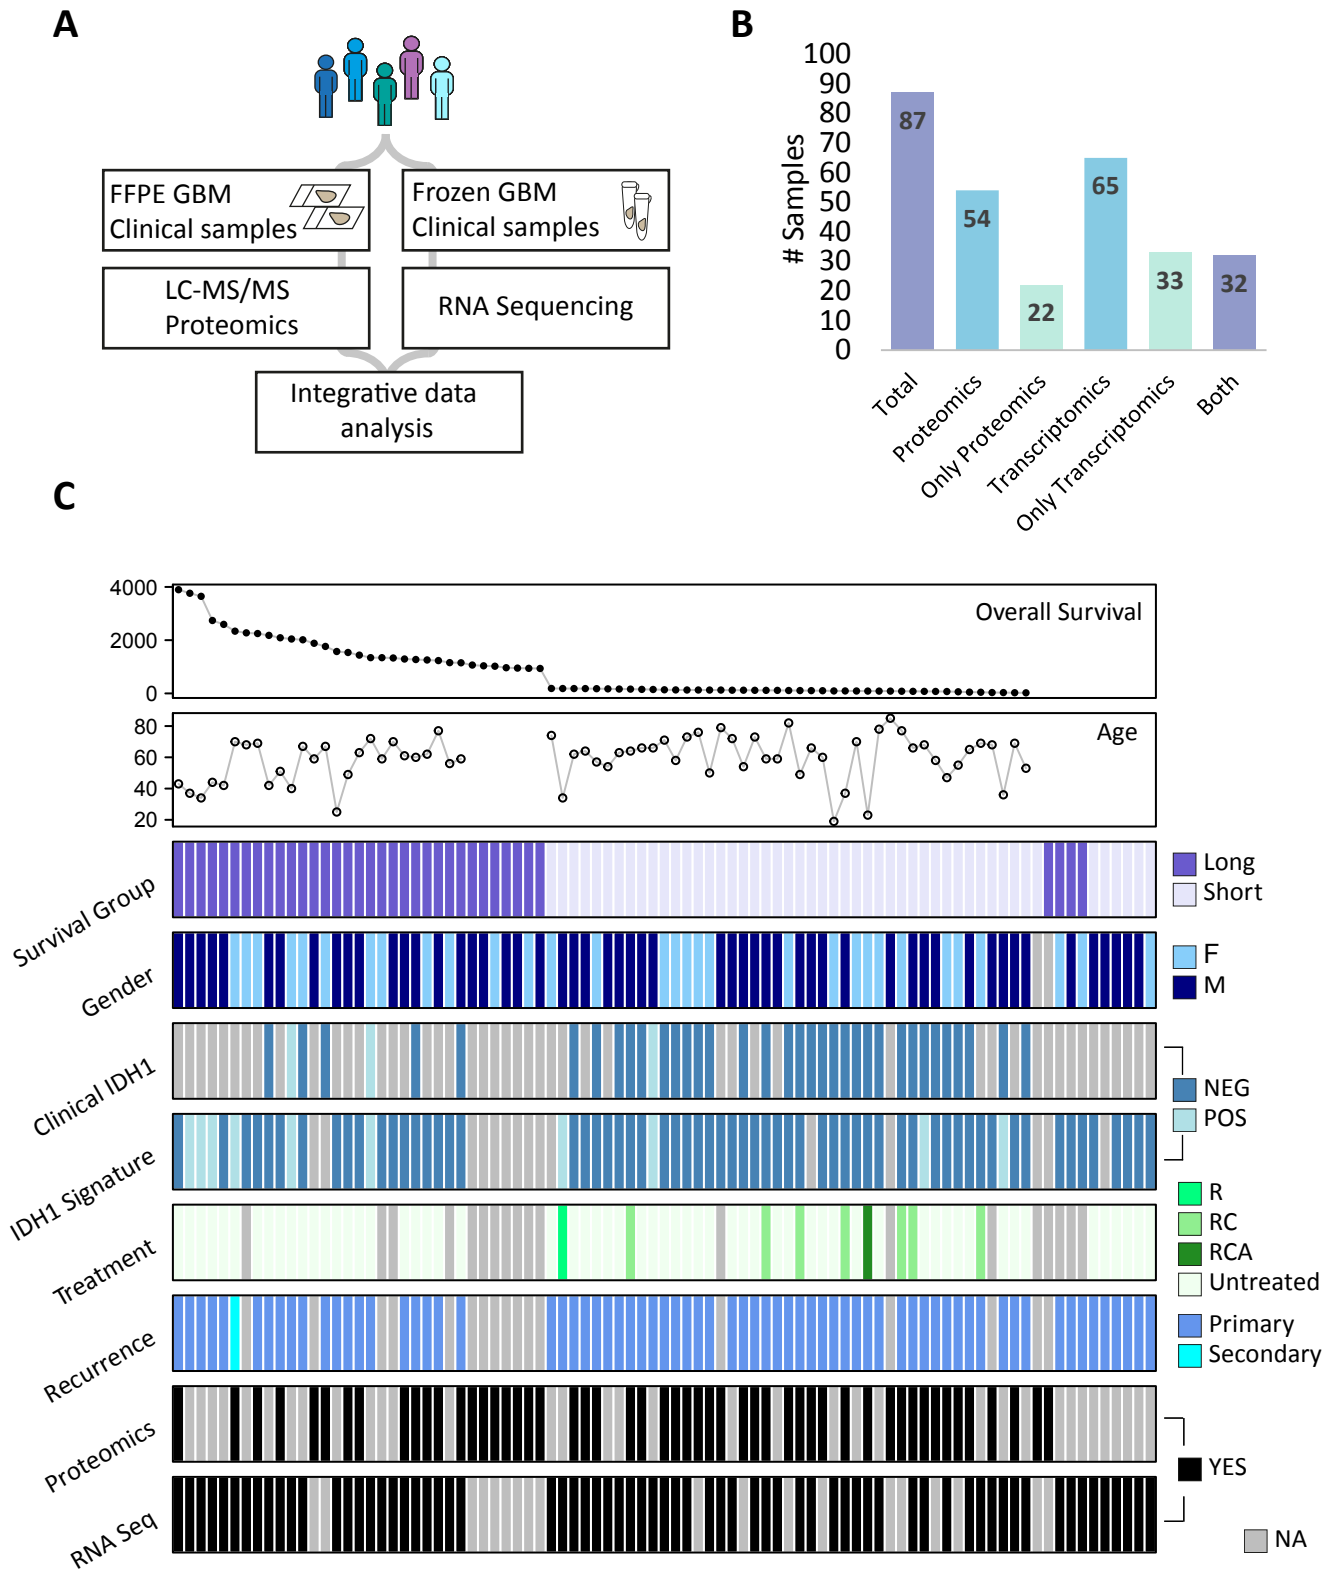 A
FFPE GBM
Clinical samples
Frozen GBM
Clinical samples
LC-MS/MS
Proteomics
RNA Sequencing
Integrative data
analysis
B
# Samples
100
90
80
70
60
50
40
30
20
10
0
87
54
22
65
33
32
Total
Proteomics
Only Proteomics
Transcriptomics
Only Transcriptomics
Both
C
4000
2000
0
Overall Survival
80
60
40
20
Age
Survival Group
Long
Short
Gender
F
M
Clinical IDH1
NEG
POS
IDH1 Signature
Treatment
R
RC
RCA
Untreated
Recurrence
Primary
Secondary
Proteomics
YES
RNA Seq
NA